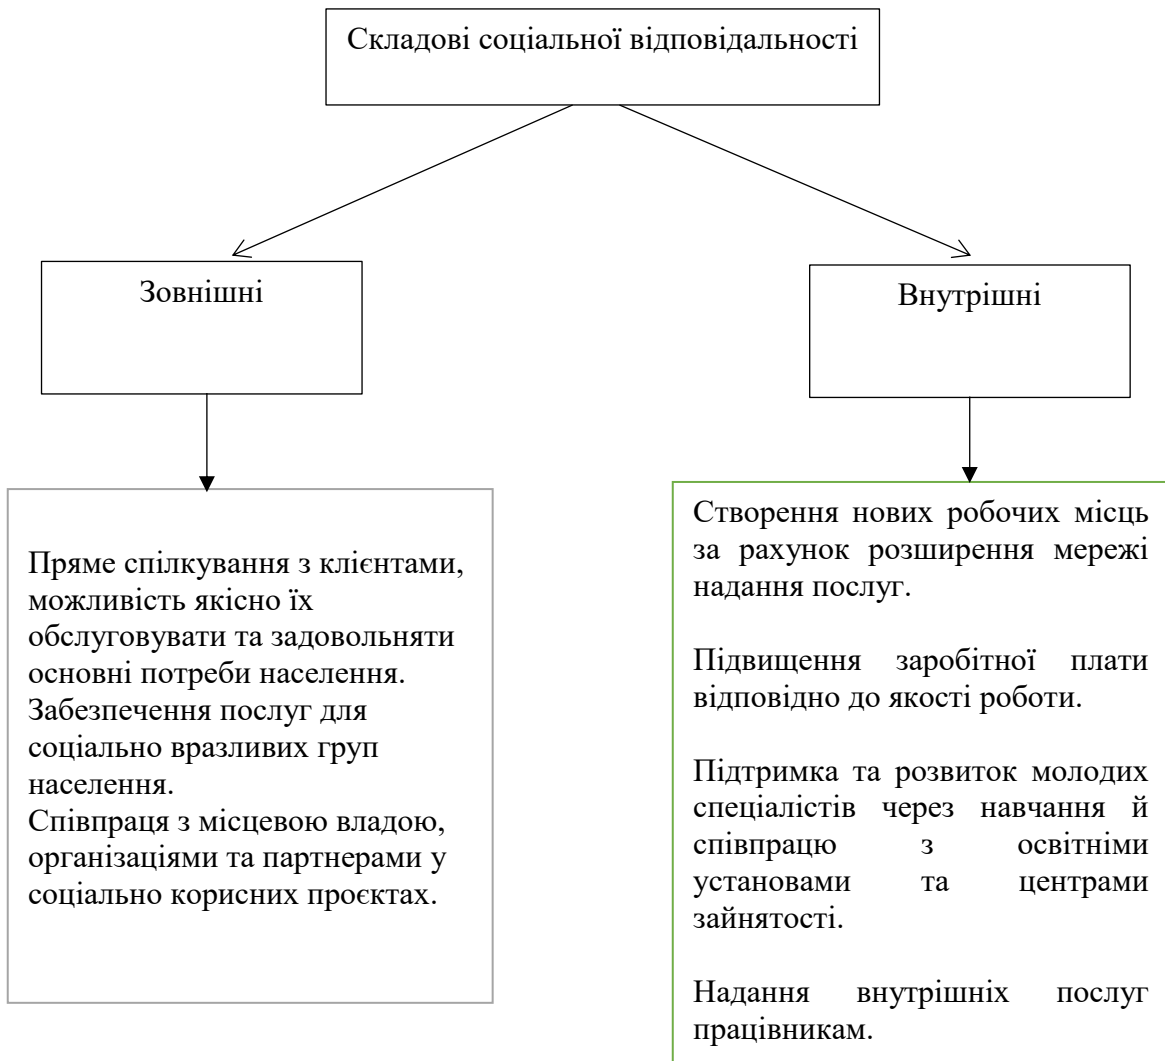 Складові соціальної відповідальності
Зовнішні
Внутрішні
Пряме спілкування з клієнтами,
можливість якісно їх
обслуговувати та задовольняти
основні потреби населення.
Забезпечення послуг для
соціально вразливих груп
населення.
Співпраця з місцевою владою,
організаціями та партнерами у
соціально корисних проєктах.
Створення нових робочих місць
за рахунок розширення мережі
надання послуг.
Підвищення заробітної плати
відповідно до якості роботи.
Підтримка та розвиток молодих
спеціалістів через навчання й
співпрацю з освітніми
установами та центрами
зайнятості.
Надання внутрішніх послуг
працівникам.